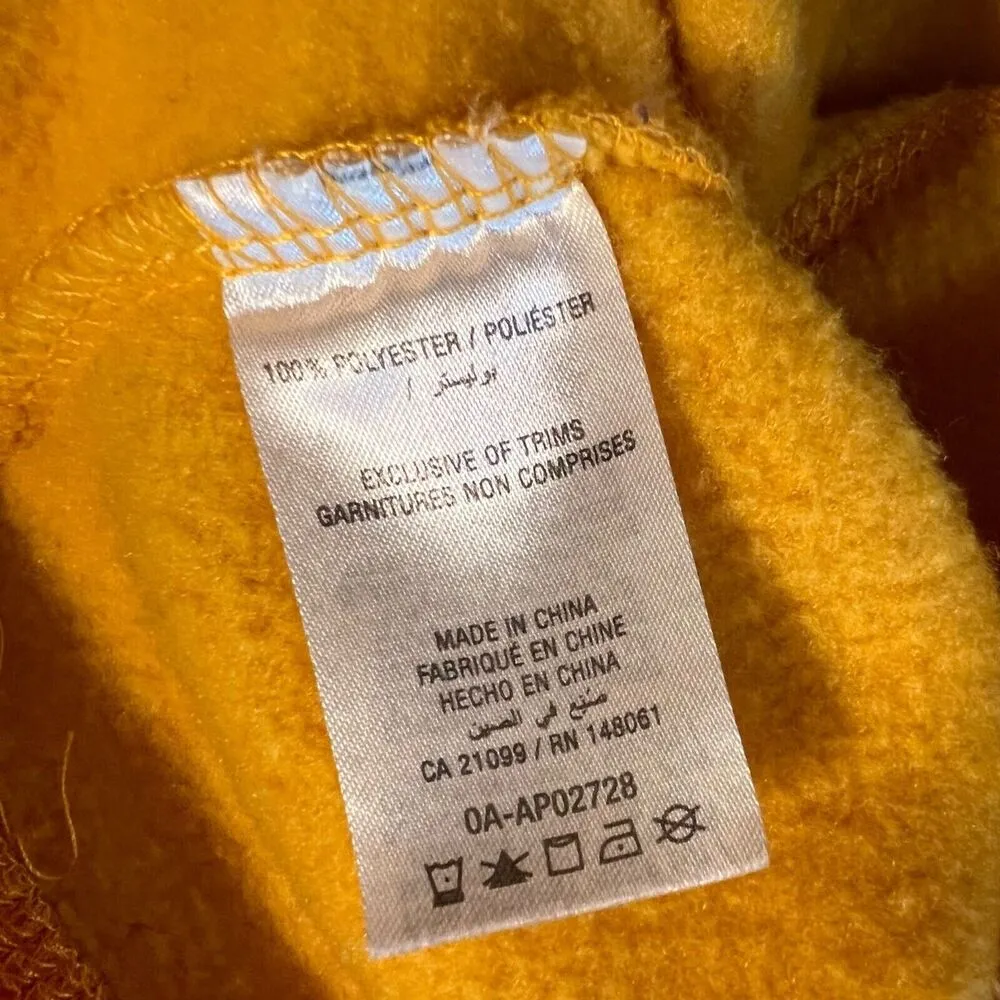 100% POLYESTER / POLIÉSTER
بوليستر /
EXCLUSIVE OF TRIMS
GARNITURES NON COMPRISES
MADE IN CHINA
FABRIQUÉ EN CHINE
HECHO EN CHINA
صنع في الصين
CA 21099 / RN 148061
0A-AP02728